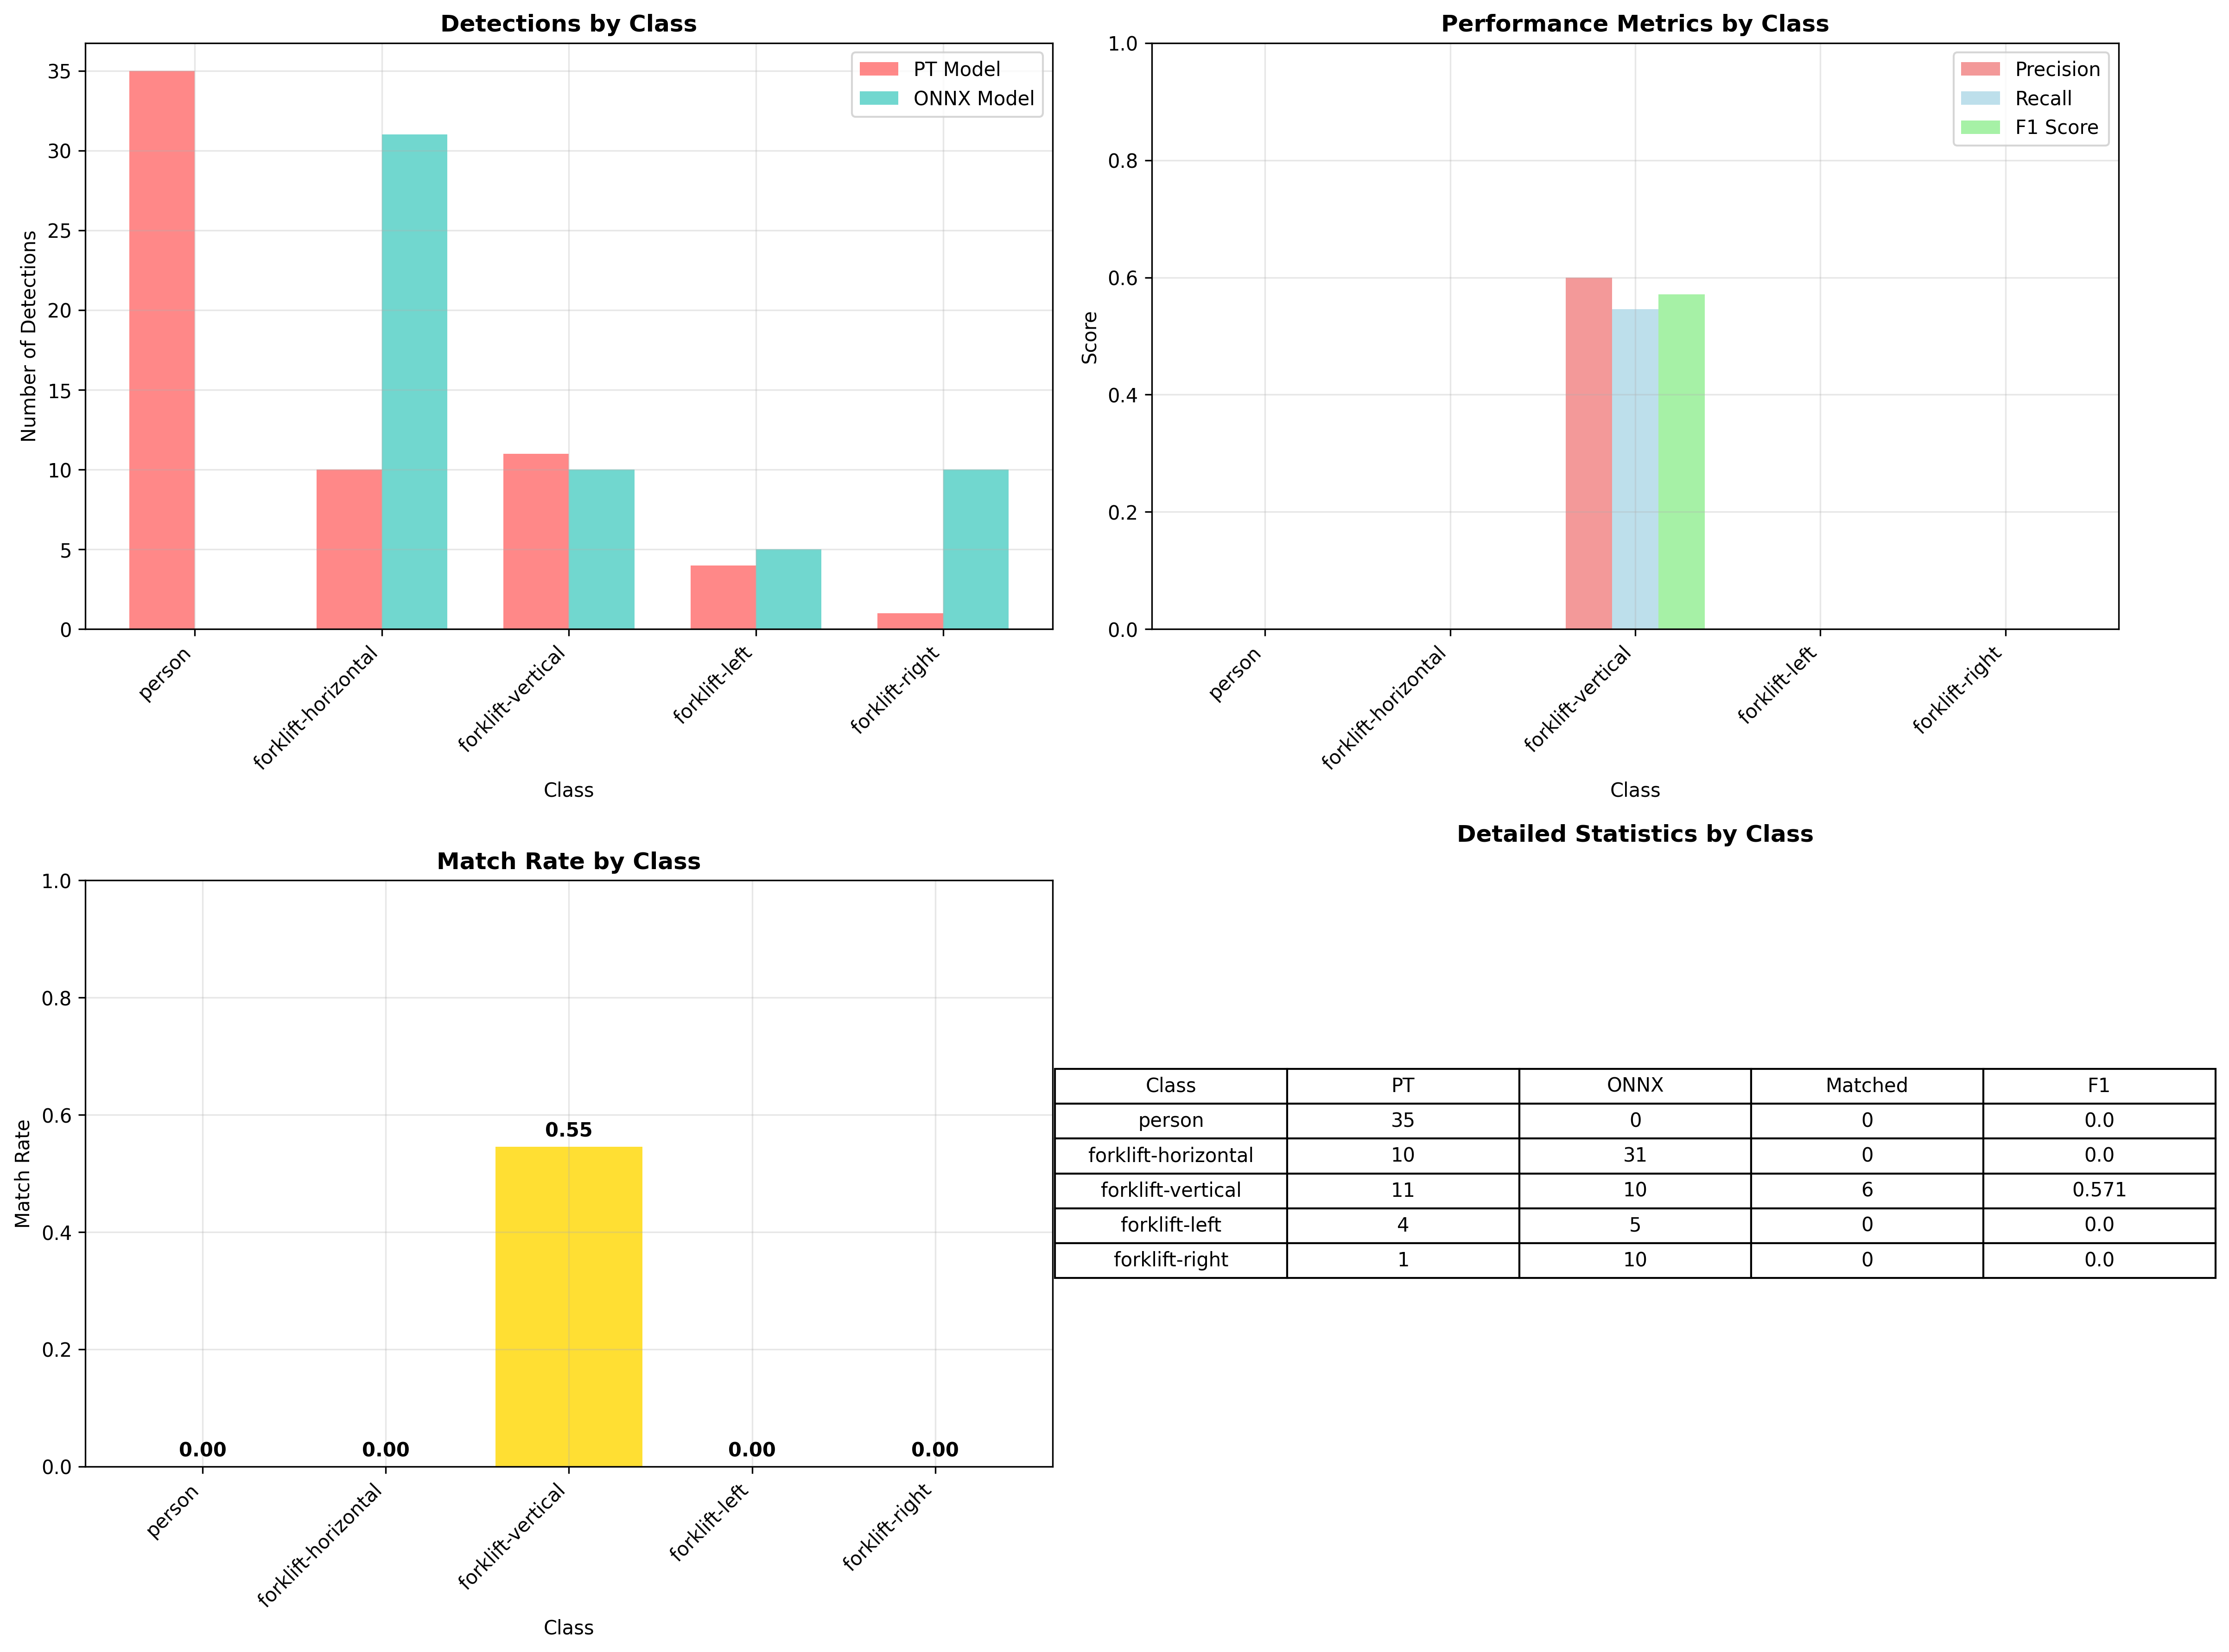 Detections by Class
Number of Detections
35
30
25
20
15
10
5
0
PT Model
ONNX Model
person
forklift-horizontal
forklift-vertical
forklift-left
forklift-right
Class
Performance Metrics by Class
Score
1.0
0.8
0.6
0.4
0.2
0.0
Precision
Recall
F1 Score
person
forklift-horizontal
forklift-vertical
forklift-left
forklift-right
Class
Match Rate by Class
Match Rate
1.0
0.8
0.6
0.4
0.2
0.0
0.00
0.00
0.55
0.00
0.00
person
forklift-horizontal
forklift-vertical
forklift-left
forklift-right
Class
Detailed Statistics by Class
Class PT ONNX Matched F1
person 35 0 0 0.0
forklift-horizontal 10 31 0 0.0
forklift-vertical 11 10 6 0.571
forklift-left 4 5 0 0.0
forklift-right 1 10 0 0.0